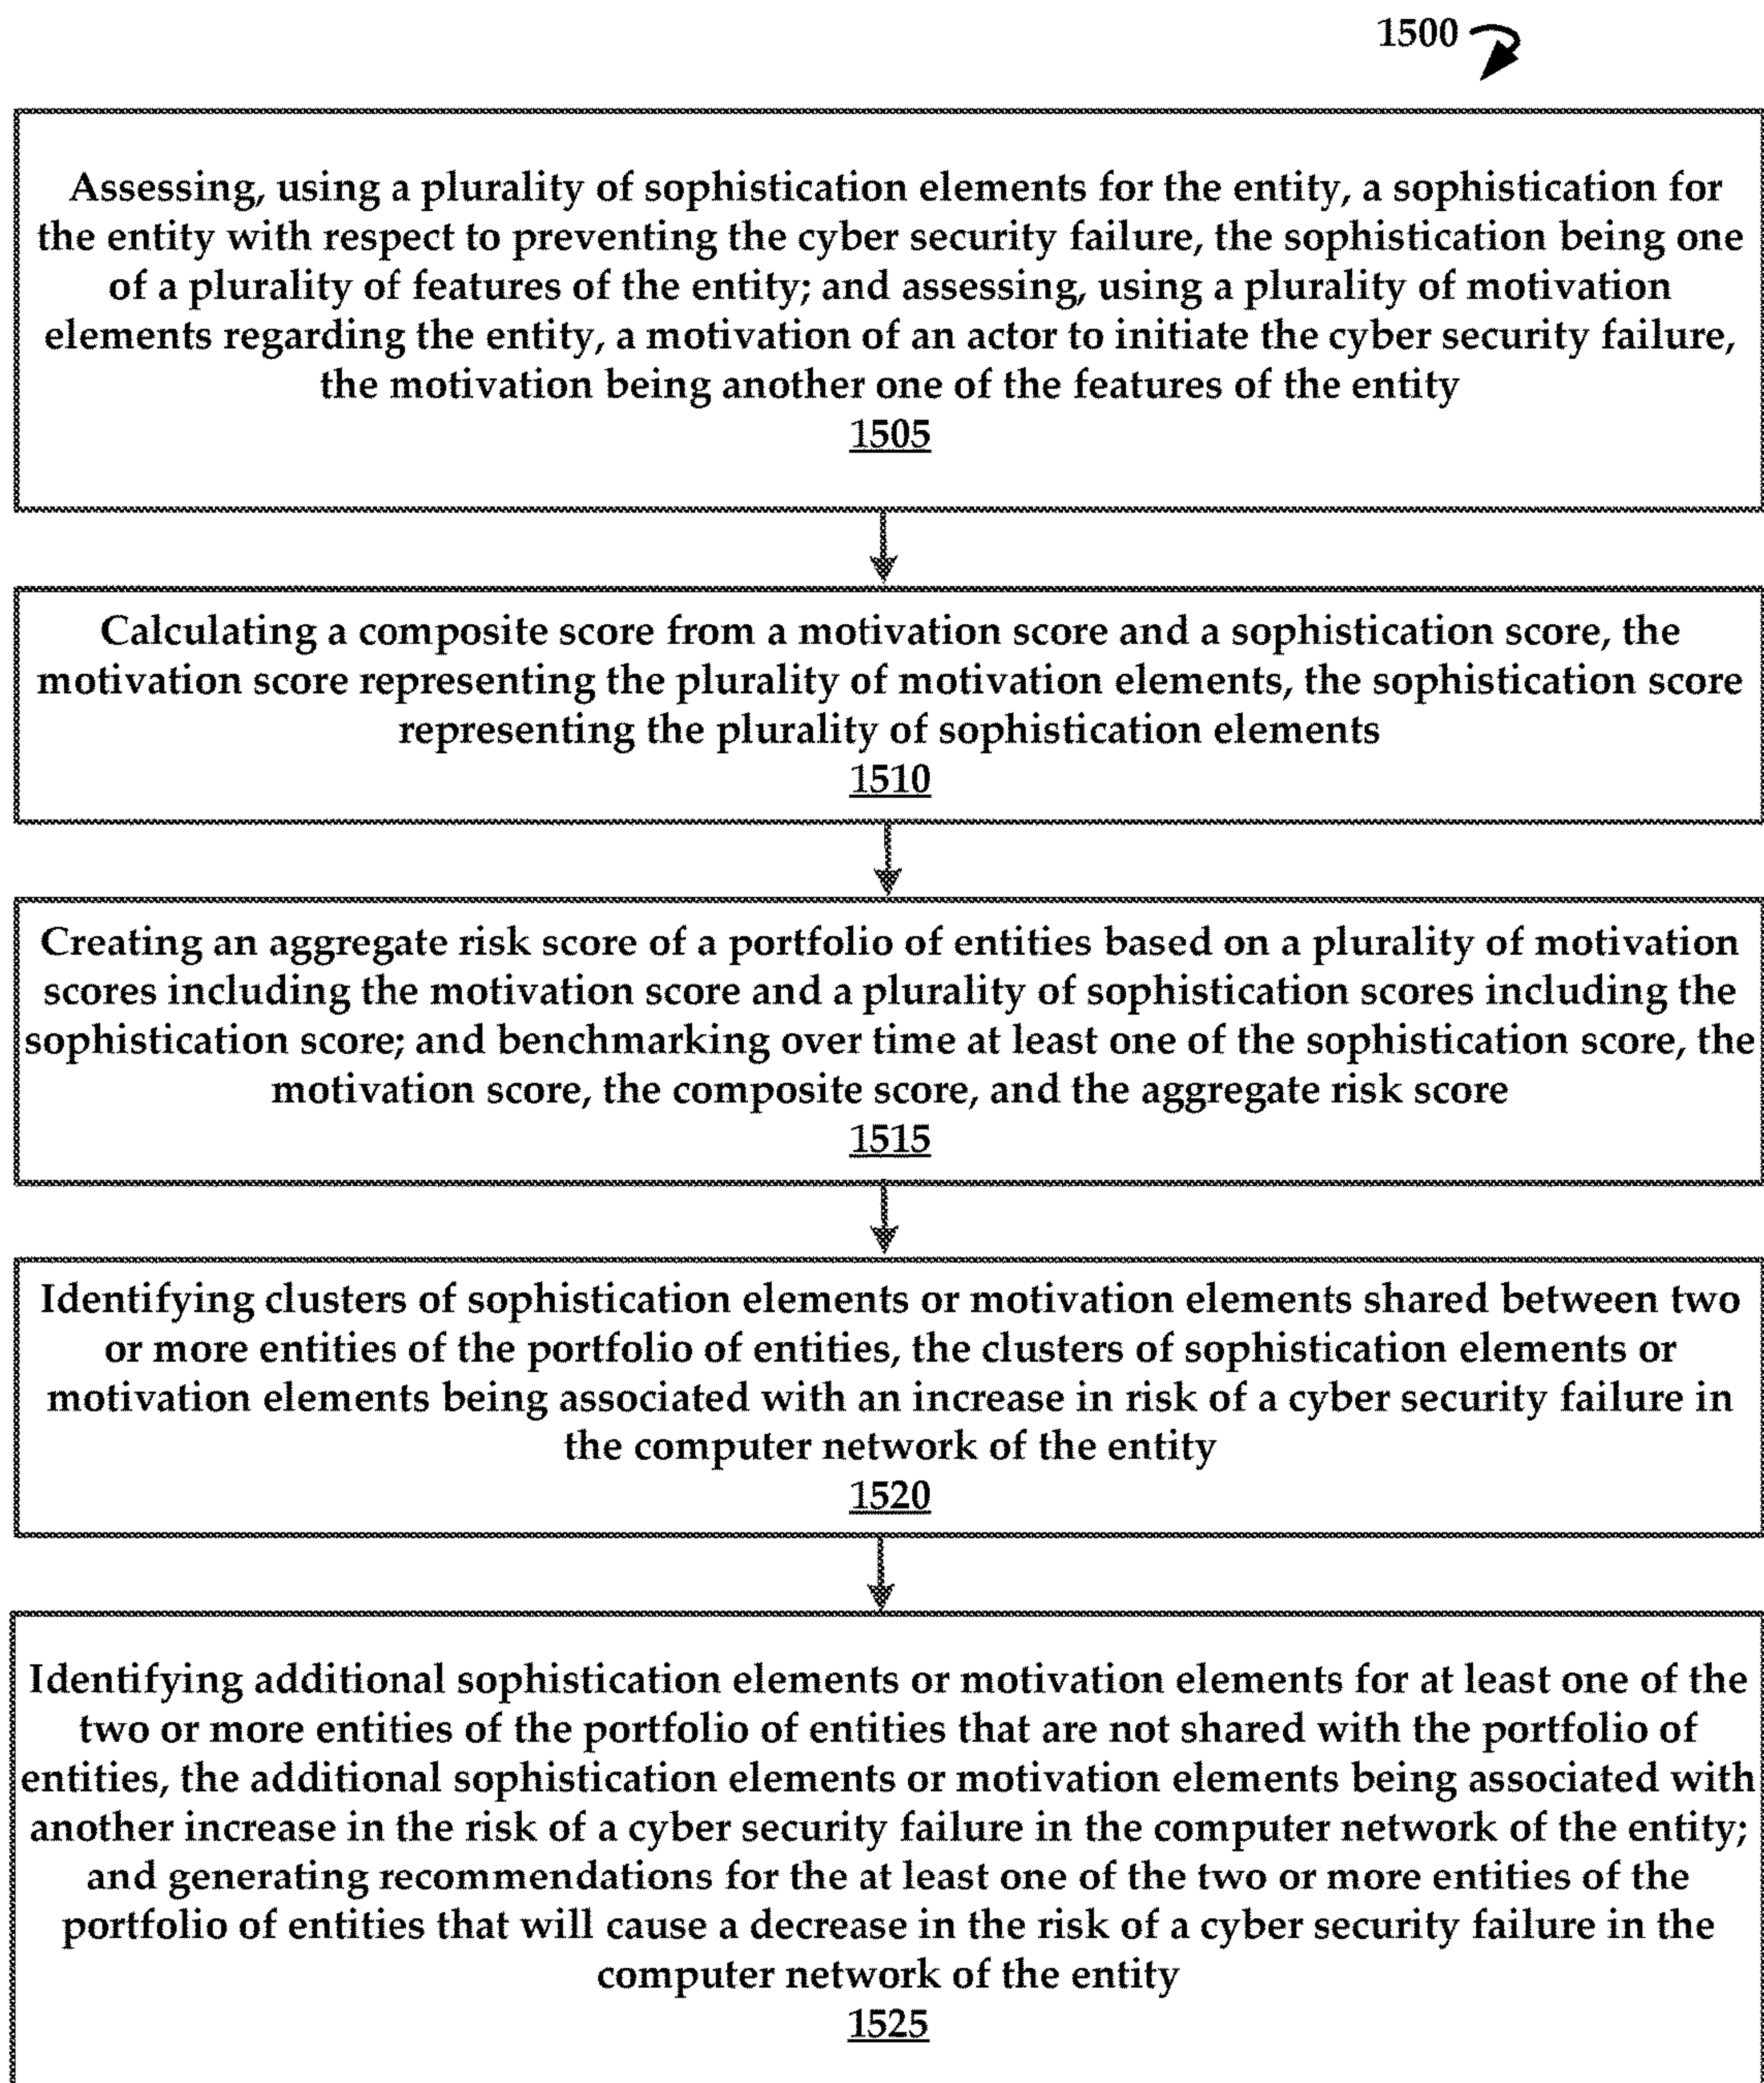 1500
Assessing, using a plurality of sophistication elements for the entity, a sophistication for
the entity with respect to preventing the cyber security failure, the sophistication being one
of a plurality of features of the entity; and assessing, using a plurality of motivation
elements regarding the entity, a motivation of an actor to initiate the cyber security failure,
the motivation being another one of the features of the entity
1505
Calculating a composite score from a motivation score and a sophistication score, the
motivation score representing the plurality of motivation elements, the sophistication score
representing the plurality of sophistication elements
1510
Creating an aggregate risk score of a portfolio of entities based on a plurality of motivation
scores including the motivation score and a plurality of sophistication scores including the
sophistication score; and benchmarking over time at least one of the sophistication score, the
motivation score, the composite score, and the aggregate risk score
1515
Identifying clusters of sophistication elements or motivation elements shared between two
or more entities of the portfolio of entities, the clusters of sophistication elements or
motivation elements being associated with an increase in risk of a cyber security failure in
the computer network of the entity
1520
Identifying additional sophistication elements or motivation elements for at least one of the
two or more entities of the portfolio of entities that are not shared with the portfolio of
entities, the additional sophistication elements or motivation elements being associated with
another increase in the risk of a cyber security failure in the computer network of the entity;
and generating recommendations for the at least one of the two or more entities of the
portfolio of entities that will cause a decrease in the risk of a cyber security failure in the
computer network of the entity
1525